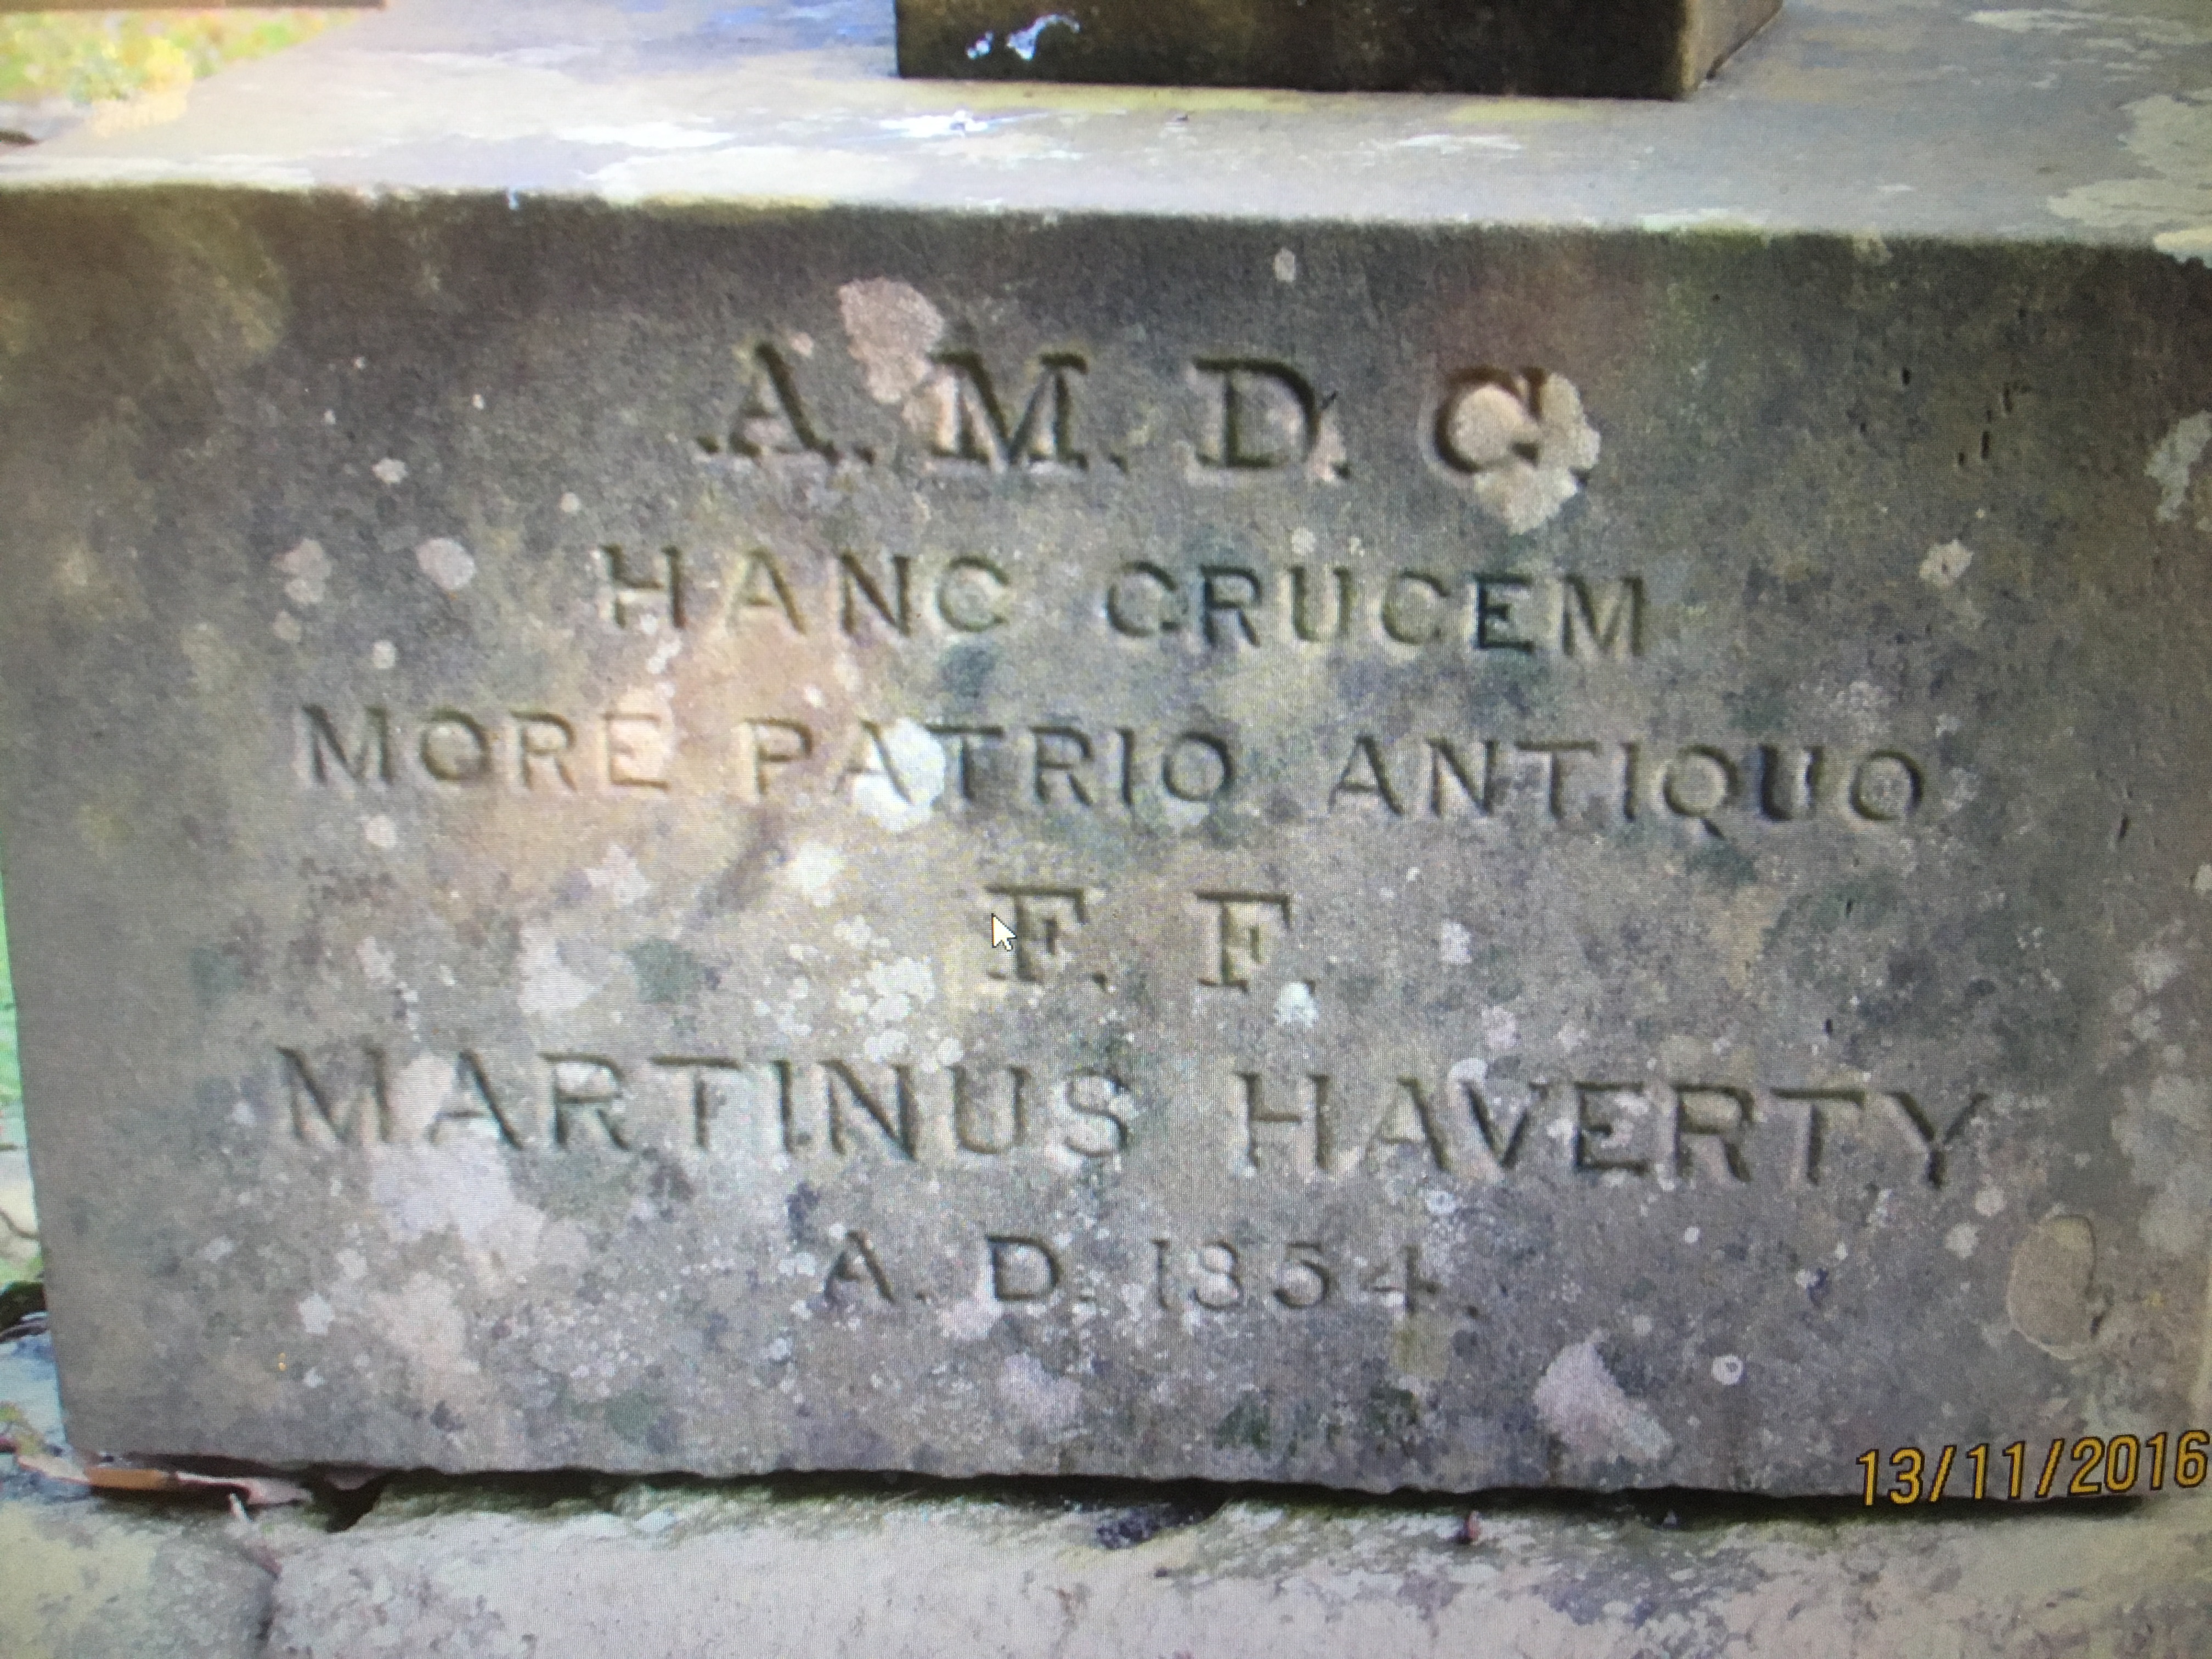 A. M. D. G.
HANC CRUCEM
MORE PATRIO ANTIQUO
F. F.
MARTINUS HAVERTY
A. D. 1854.
13/11/2016